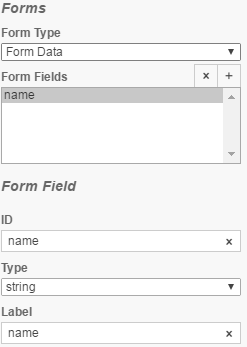 Forms
Form Type
Form Data
Form Fields × +
name
Form Field
ID
name ×
Type
string
Label
name ×